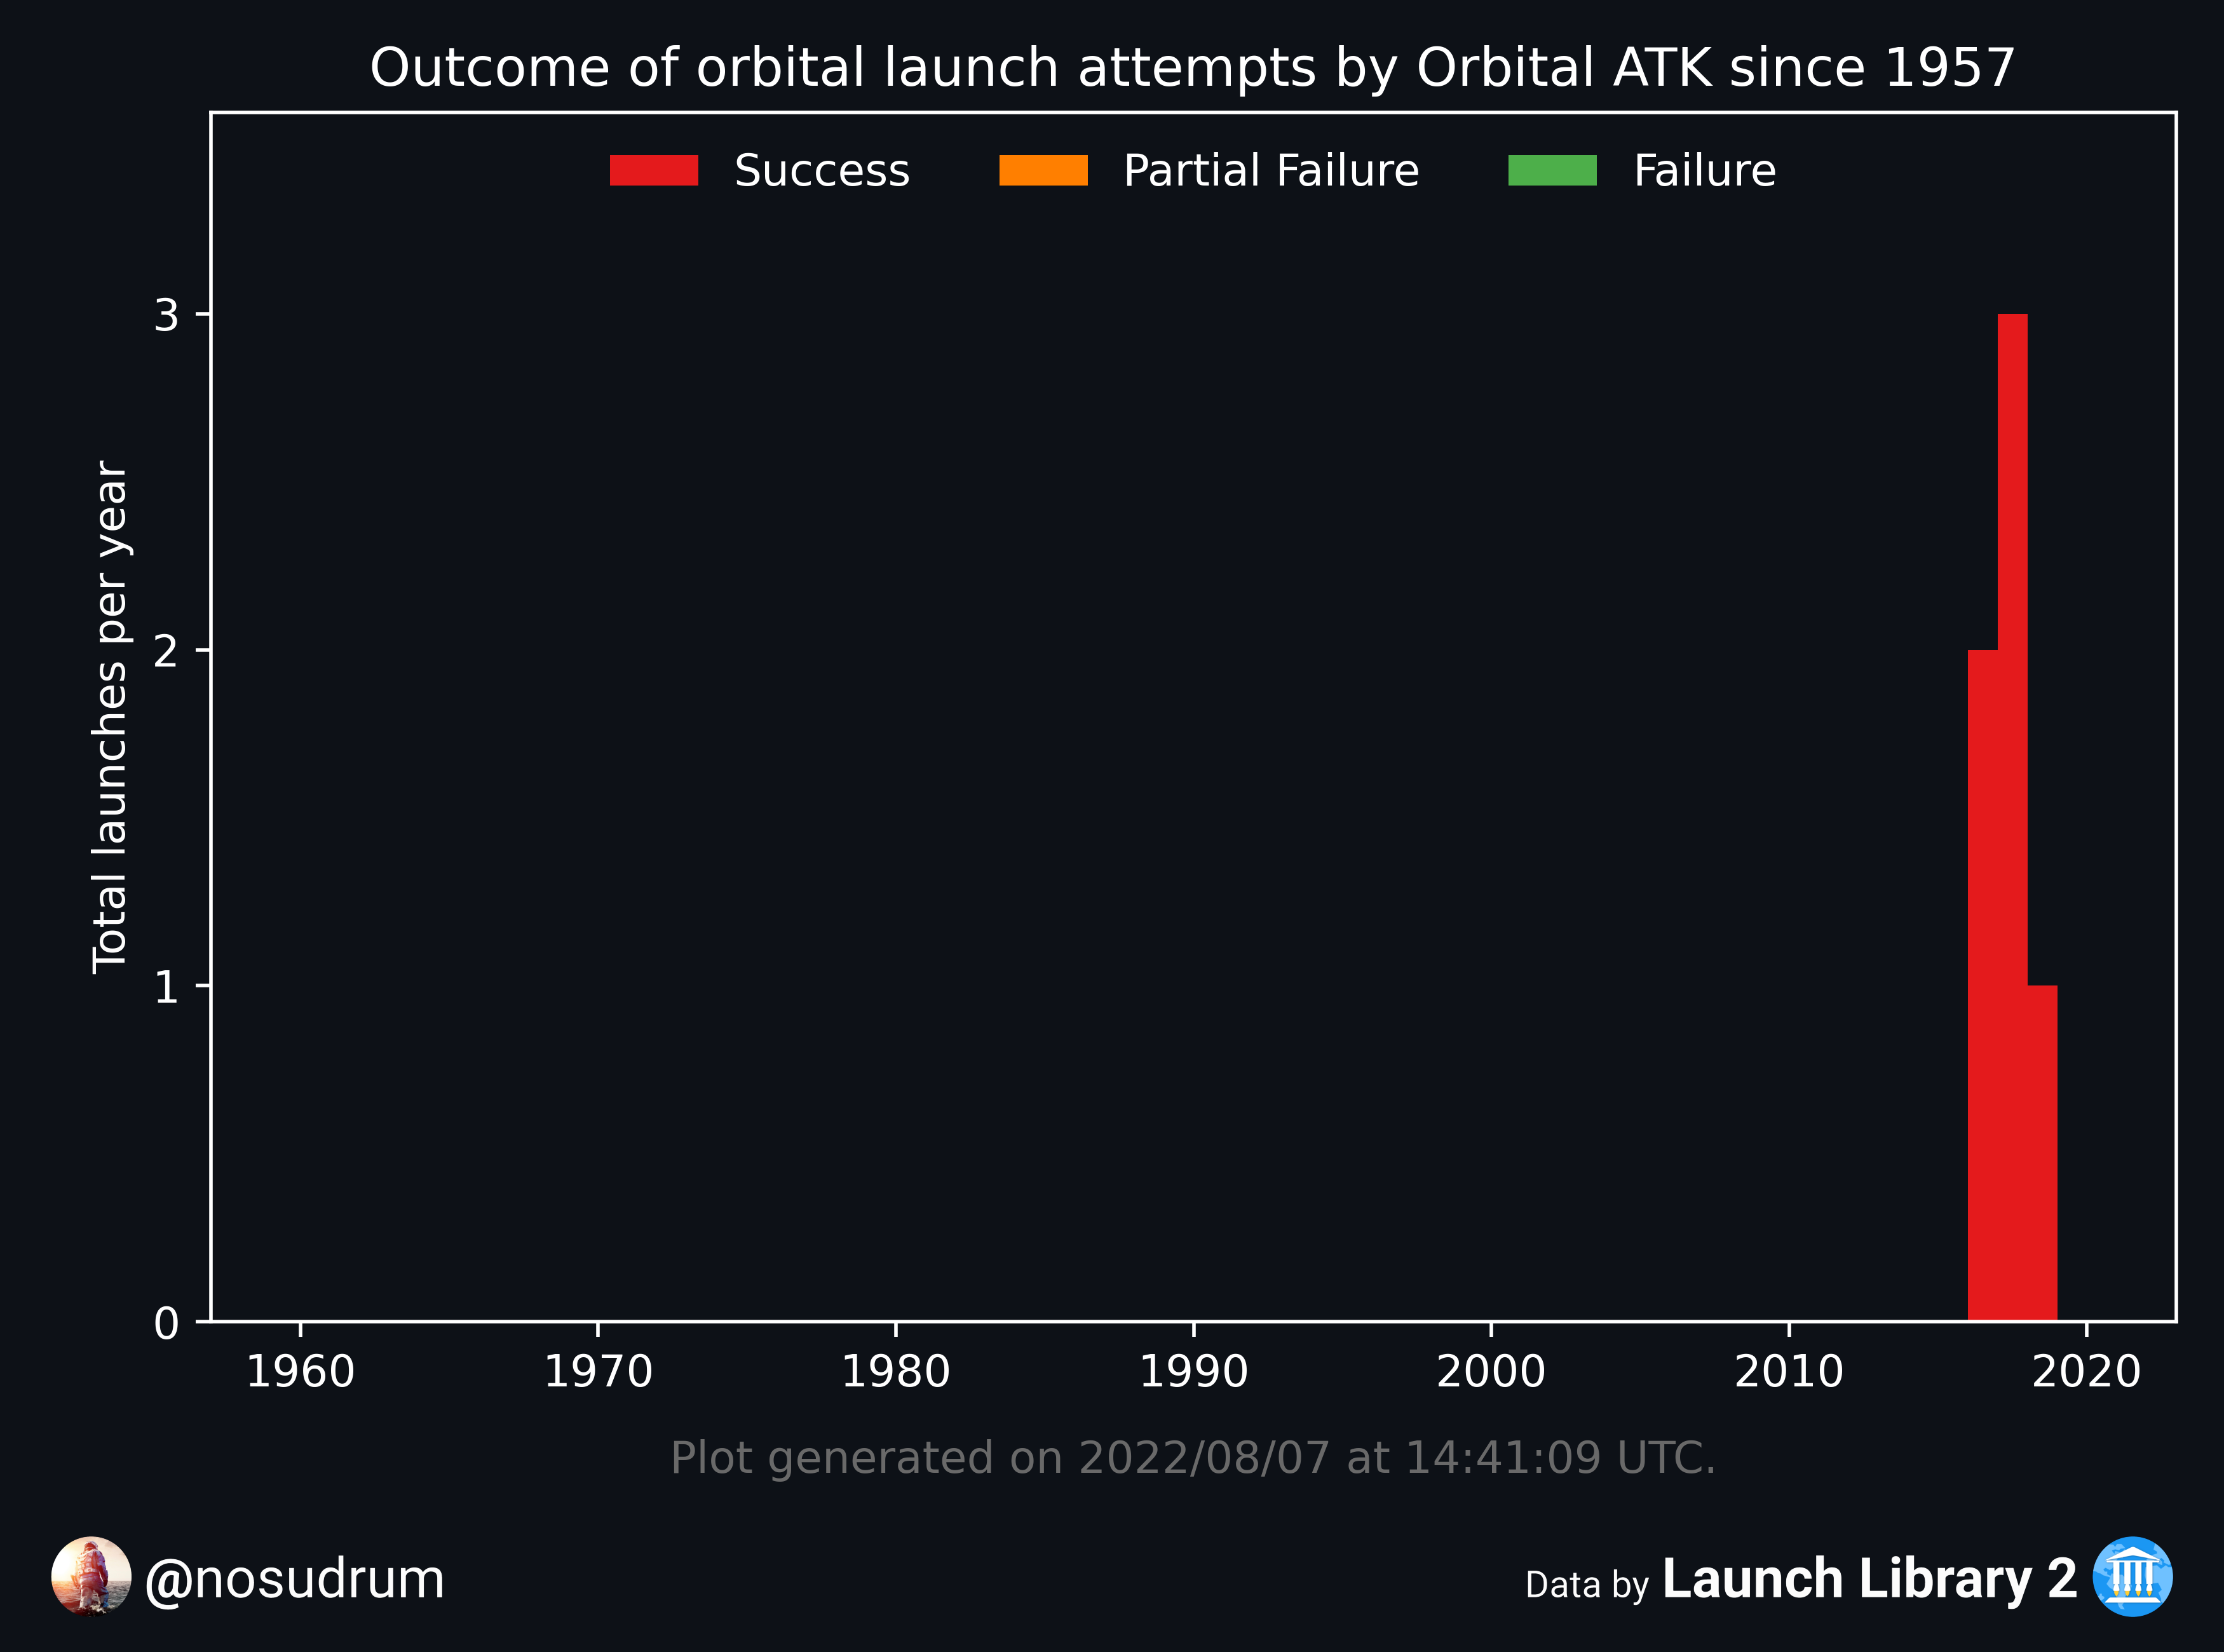 Outcome of orbital launch attempts by Orbital ATK since 1957
Success Partial Failure Failure
Total launches per year
3
2
1
0
1960 1970 1980 1990 2000 2010 2020
Plot generated on 2022/08/07 at 14:41:09 UTC.
@nosudrum
Data by Launch Library 2